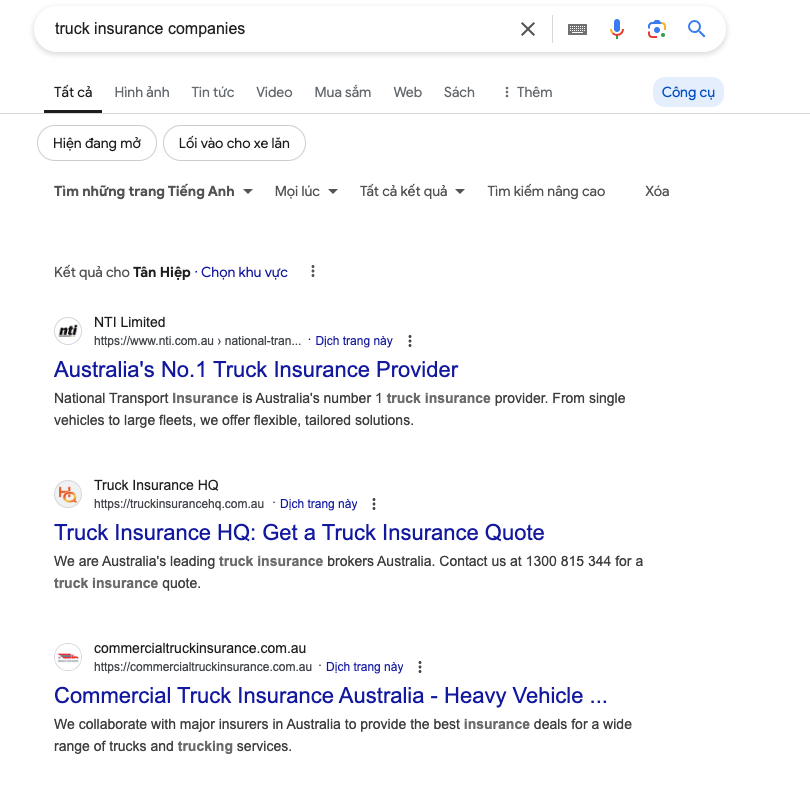 truck insurance companies
Tất cả Hình ảnh Tin tức Video Mua sắm Web Sách Thêm Công cụ
Hiện đang mở Lối vào cho xe lăn
Tìm những trang Tiếng Anh Mọi lúc Tất cả kết quả Tìm kiếm nâng cao Xóa
Kết quả cho Tân Hiệp · Chọn khu vực
nti NTI Limited
https://www.nti.com.au › national-tran... · Dịch trang này
Australia's No.1 Truck Insurance Provider
National Transport Insurance is Australia's number 1 truck insurance provider. From single
vehicles to large fleets, we offer flexible, tailored solutions.
HQ Truck Insurance HQ
https://truckinsurancehq.com.au · Dịch trang này
Truck Insurance HQ: Get a Truck Insurance Quote
We are Australia's leading truck insurance brokers Australia. Contact us at 1300 815 344 for a
truck insurance quote.
commercialtruckinsurance.com.au
https://commercialtruckinsurance.com.au · Dịch trang này
Commercial Truck Insurance Australia - Heavy Vehicle ...
We collaborate with major insurers in Australia to provide the best insurance deals for a wide
range of trucks and trucking services.